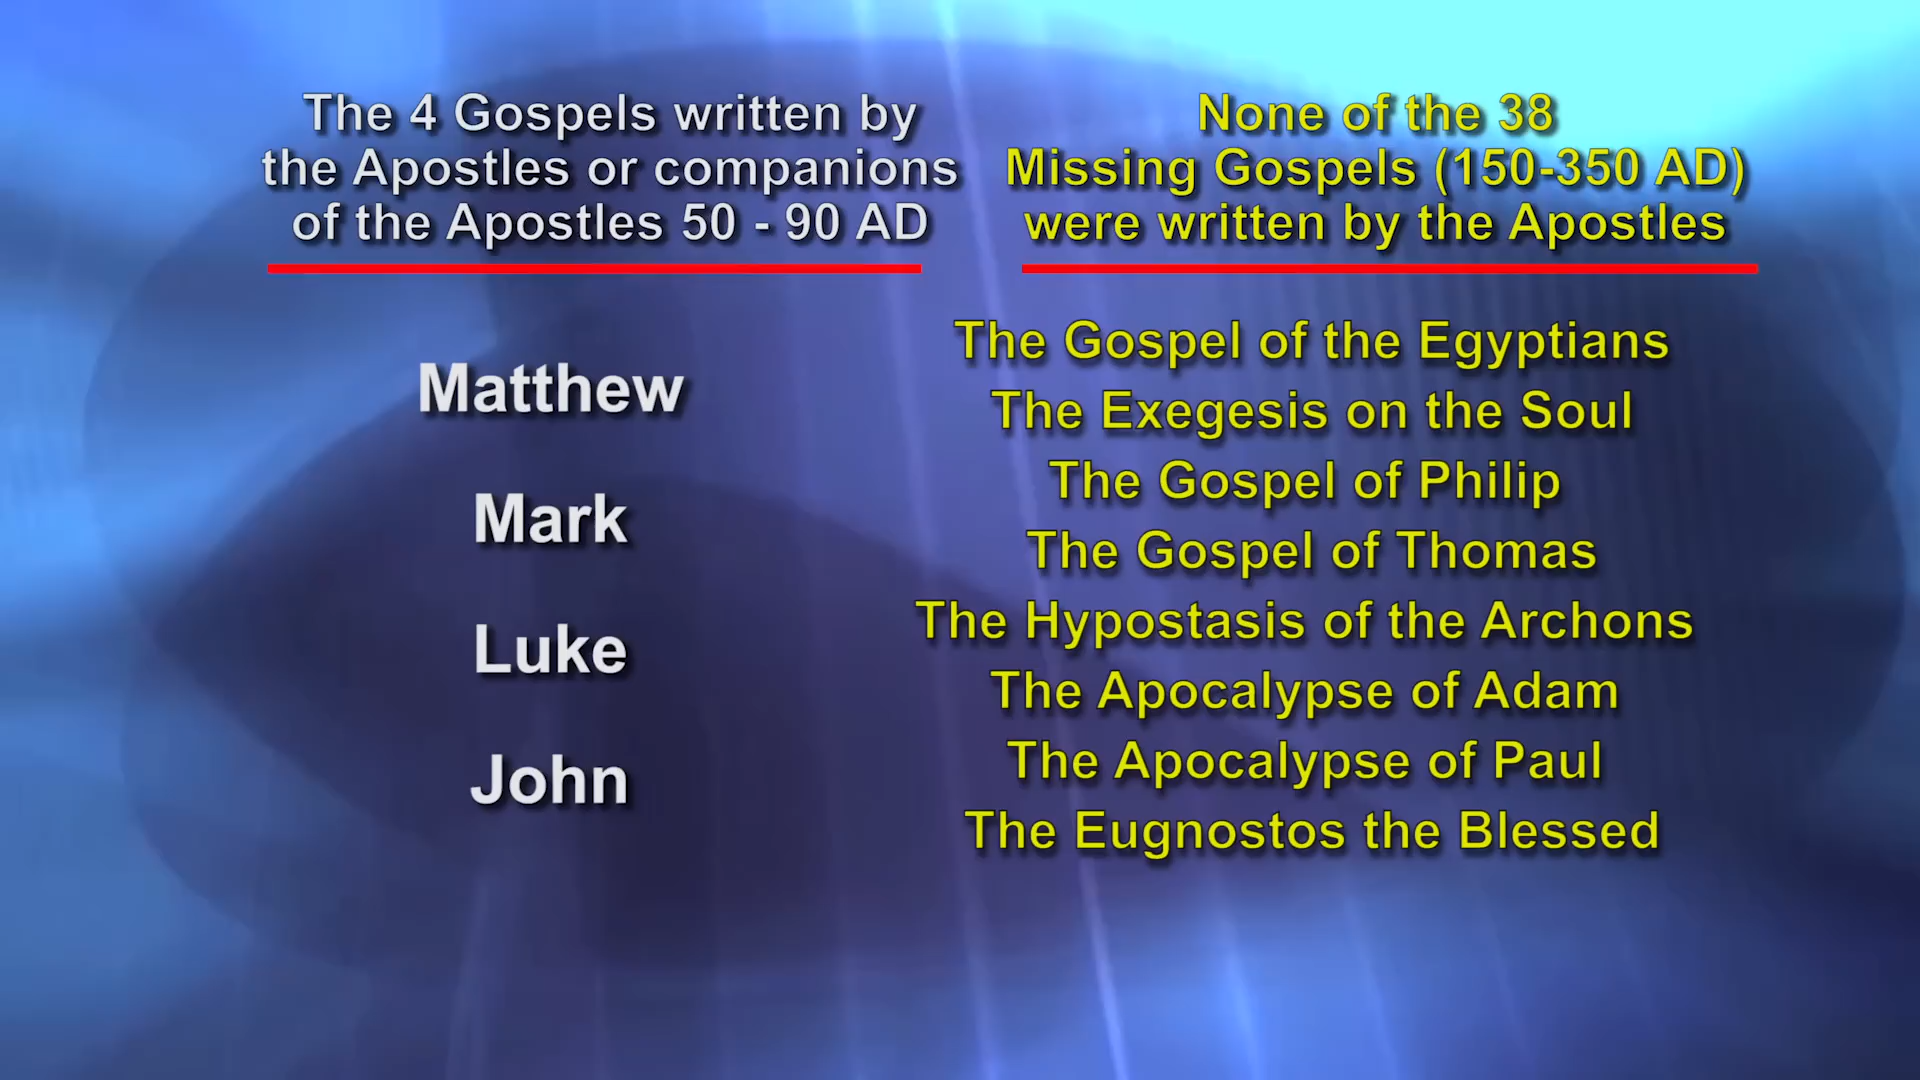 The 4 Gospels written by
the Apostles or companions
of the Apostles 50 - 90 AD
Matthew
Mark
Luke
John
None of the 38
Missing Gospels (150-350 AD)
were written by the Apostles
The Gospel of the Egyptians
The Exegesis on the Soul
The Gospel of Philip
The Gospel of Thomas
The Hypostasis of the Archons
The Apocalypse of Adam
The Apocalypse of Paul
The Eugnostos the Blessed